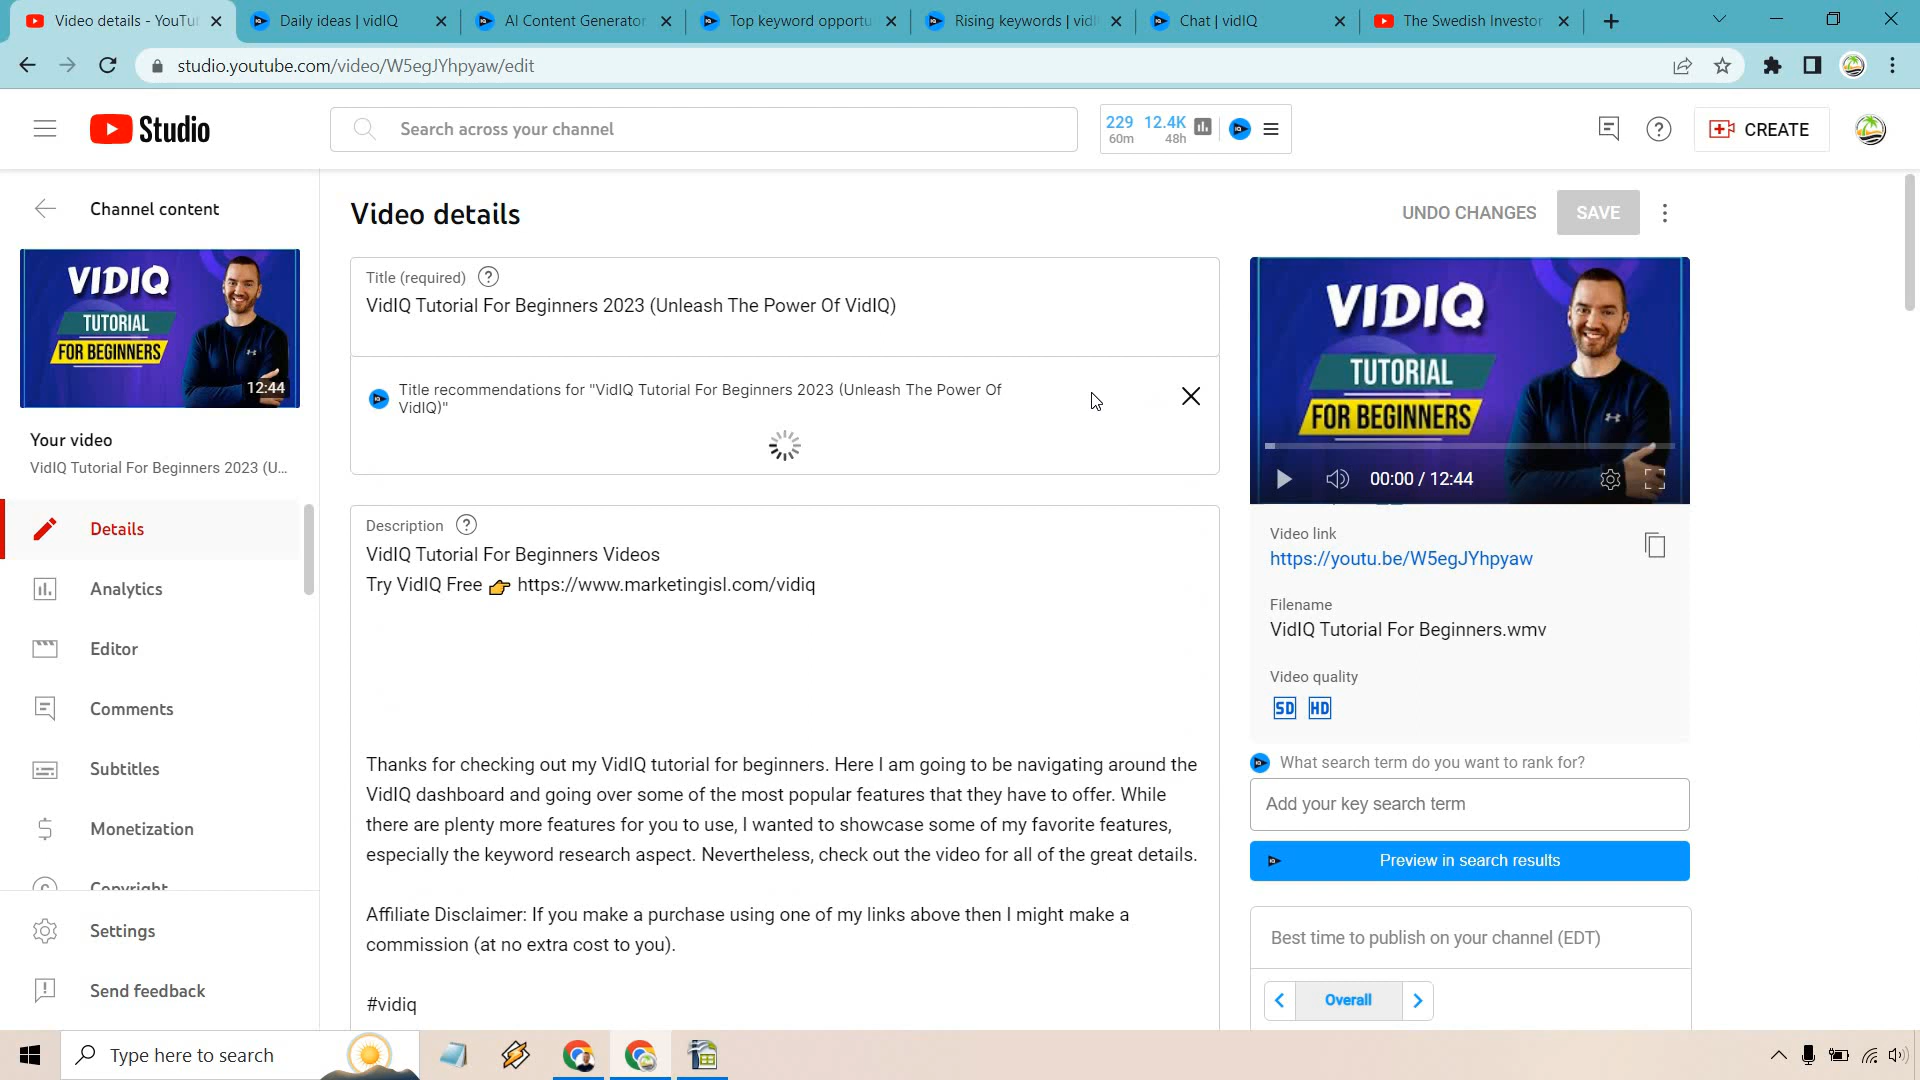 Video details - YouTu
Daily ideas | vidIQ
AI Content Generator
Top keyword opportu
Rising keywords | vidI
Chat | vidIQ
The Swedish Investor
studio.youtube.com/video/W5egJYhpyaw/edit
Studio
Search across your channel
229 12.4K
60m 48h
CREATE
Channel content
Video details
UNDO CHANGES
SAVE
VIDIQ
TUTORIAL
FOR BEGINNERS
12:44
Your video
VidIQ Tutorial For Beginners 2023 (U...
Details
Analytics
Editor
Comments
Subtitles
Monetization
Copyright
Settings
Send feedback
Title (required)
VidIQ Tutorial For Beginners 2023 (Unleash The Power Of VidIQ)
Title recommendations for "VidIQ Tutorial For Beginners 2023 (Unleash The Power Of
VidIQ)"
Description
VidIQ Tutorial For Beginners Videos
Try VidIQ Free 👉 https://www.marketingisl.com/vidiq
Thanks for checking out my VidIQ tutorial for beginners. Here I am going to be navigating around the
VidIQ dashboard and going over some of the most popular features that they have to offer. While
there are plenty more features for you to use, I wanted to showcase some of my favorite features,
especially the keyword research aspect. Nevertheless, check out the video for all of the great details.
Affiliate Disclaimer: If you make a purchase using one of my links above then I might make a
commission (at no extra cost to you).
#vidiq
VIDIQ
TUTORIAL
FOR BEGINNERS
00:00 / 12:44
Video link
https://youtu.be/W5egJYhpyaw
Filename
VidIQ Tutorial For Beginners.wmv
Video quality
SD HD
What search term do you want to rank for?
Add your key search term
Preview in search results
Best time to publish on your channel (EDT)
Overall
Type here to search